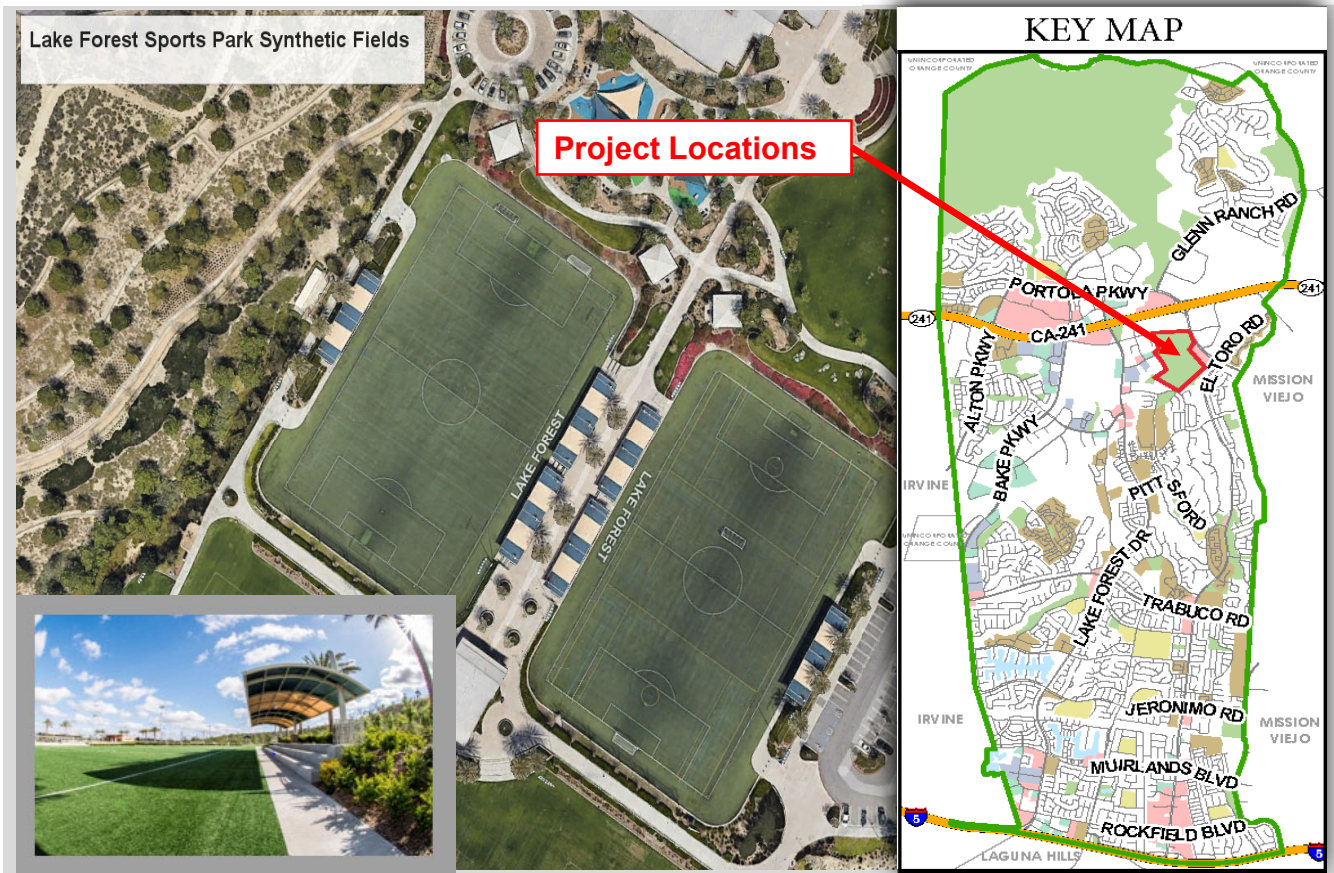 Lake Forest Sports Park Synthetic Fields
Project Locations
LAKE FOREST
LAKE FOREST
KEY MAP
UNINCORPORATED
ORANGE COUNTY
UNINCORPORATED
ORANGE COUNTY
GLENN RANCH RD
PORTOLA PKWY
241
241
CA-241
EL TORO RD
ALTON PKWY
MISSION
VIEJO
BAKE PKWY
IRVINE
PITTSFORD
UNINCORPORATED
ORANGE COUNTY
LAKE FOREST DR
TRABUCO RD
IRVINE
JERONIMO RD
MISSION
VIEJO
MUIRLANDS BLVD
5
ROCKFIELD BLVD
LAGUNA HILLS
5